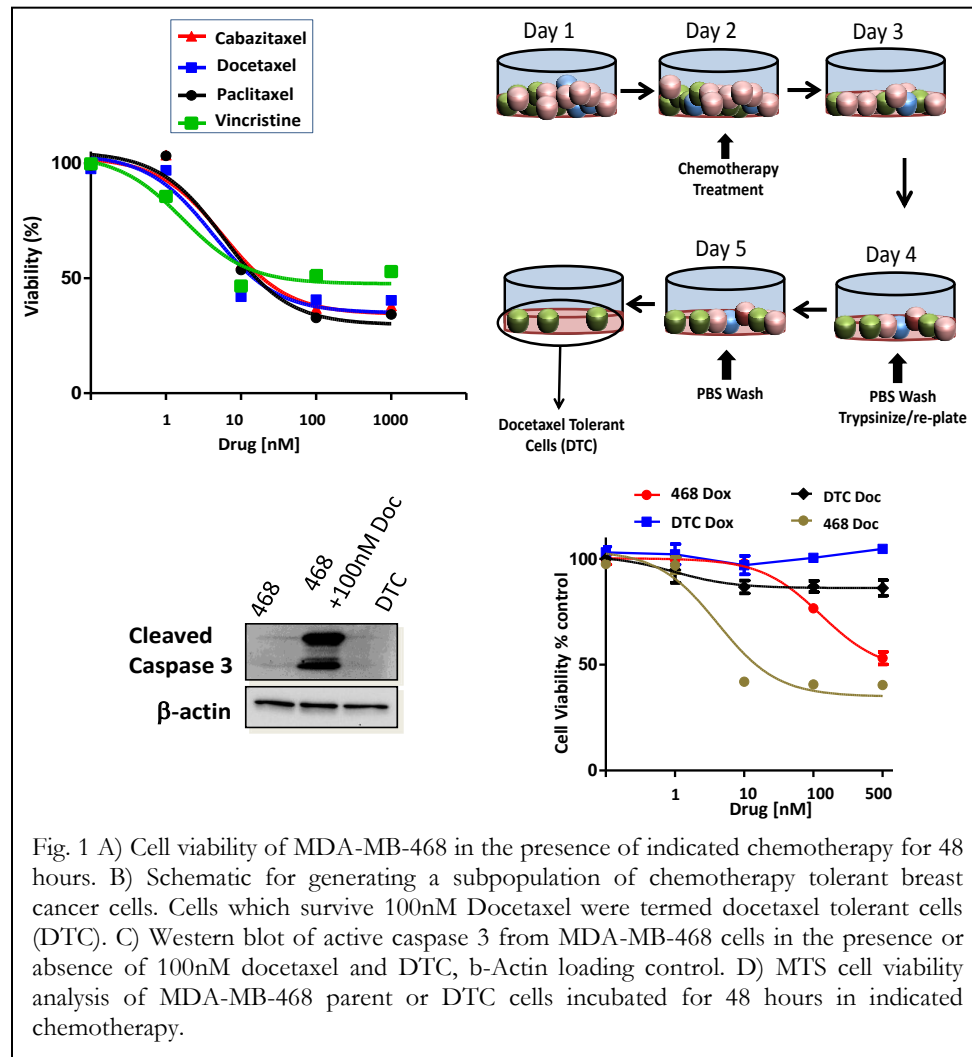 Cabazitaxel
Docetaxel
Paclitaxel
Vincristine
100
50
0
Viability (%)
1
10
100
1000
Drug [nM]
Day 1
Day 2
Day 3
Chemotherapy
Treatment
Day 5
Day 4
PBS Wash
PBS Wash
Trypsinize/re-plate
Docetaxel Tolerant
Cells (DTC)
468
468
+100nM Doc
DTC
Cleaved
Caspase 3
β-actin
468 Dox
DTC Doc
DTC Dox
468 Doc
100
50
0
Cell Viability % control
1
10
100
500
Drug [nM]
Fig. 1 A) Cell viability of MDA-MB-468 in the presence of indicated chemotherapy for 48
hours. B) Schematic for generating a subpopulation of chemotherapy tolerant breast
cancer cells. Cells which survive 100nM Docetaxel were termed docetaxel tolerant cells
(DTC). C) Western blot of active caspase 3 from MDA-MB-468 cells in the presence or
absence of 100nM docetaxel and DTC, b-Actin loading control. D) MTS cell viability
analysis of MDA-MB-468 parent or DTC cells incubated for 48 hours in indicated
chemotherapy.